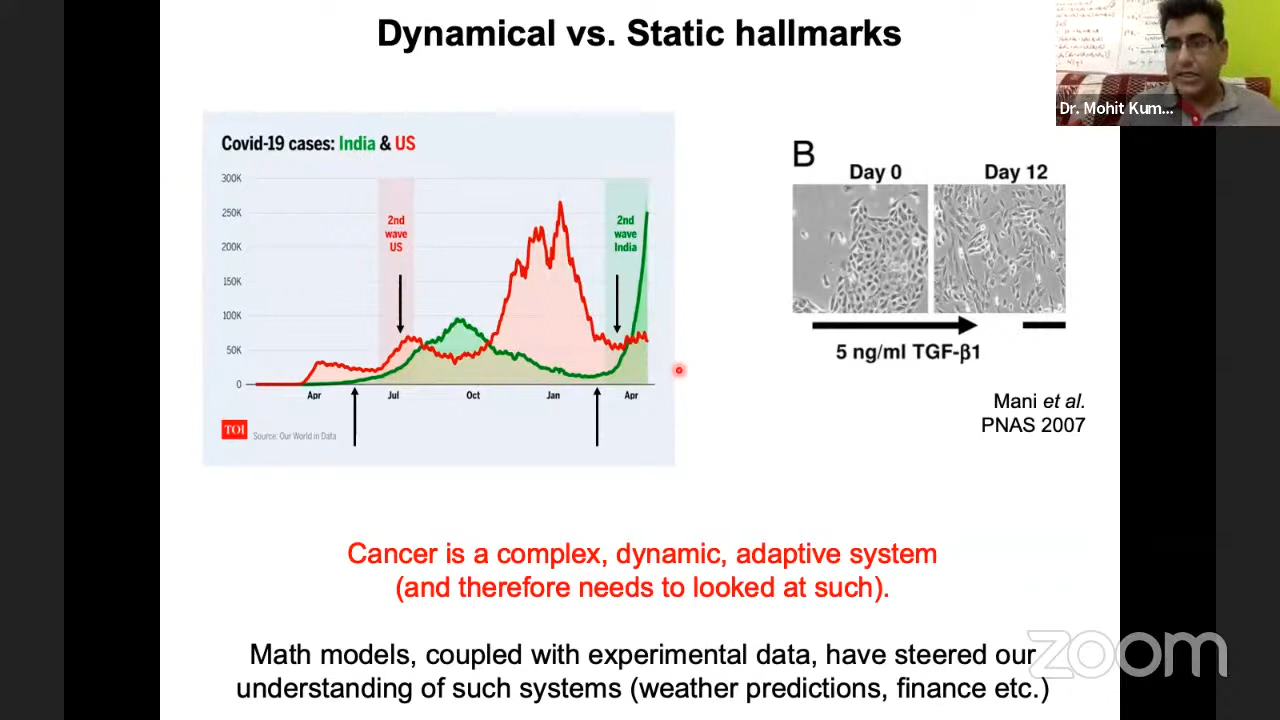 Dynamical vs. Static hallmarks
Dr. Mohit Kum...
Covid-19 cases: India & US
300K
250K
200K
150K
100K
50K
0
2nd
wave
US
2nd
wave
India
Apr
Jul
Oct
Jan
Apr
TOI
Source: Our World in Data
B
Day 0
Day 12
5 ng/ml TGF-β1
Mani et al.
PNAS 2007
Cancer is a complex, dynamic, adaptive system
(and therefore needs to looked at such).
Math models, coupled with experimental data, have steered our
understanding of such systems (weather predictions, finance etc.)
zoom